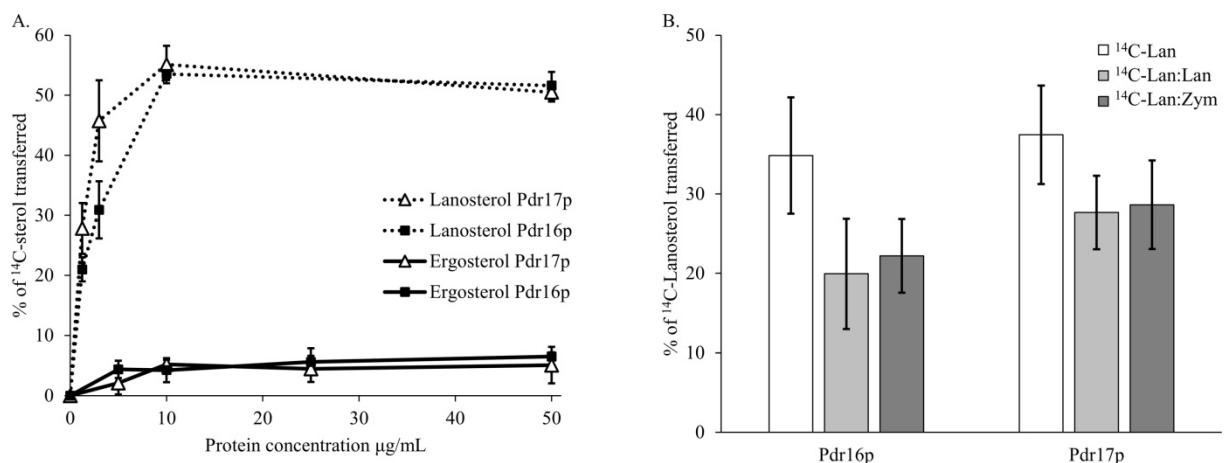 A.
60
50
40
30
20
10
0
% of ¹⁴C-sterol transferred
Lanosterol Pdr17p
Lanosterol Pdr16p
Ergosterol Pdr17p
Ergosterol Pdr16p
0 10 20 30 40 50
Protein concentration µg/mL
B.
50
40
30
20
10
0
% of ¹⁴C-Lanosterol transferred
¹⁴C-Lan
¹⁴C-Lan:Lan
¹⁴C-Lan:Zym
Pdr16p Pdr17p